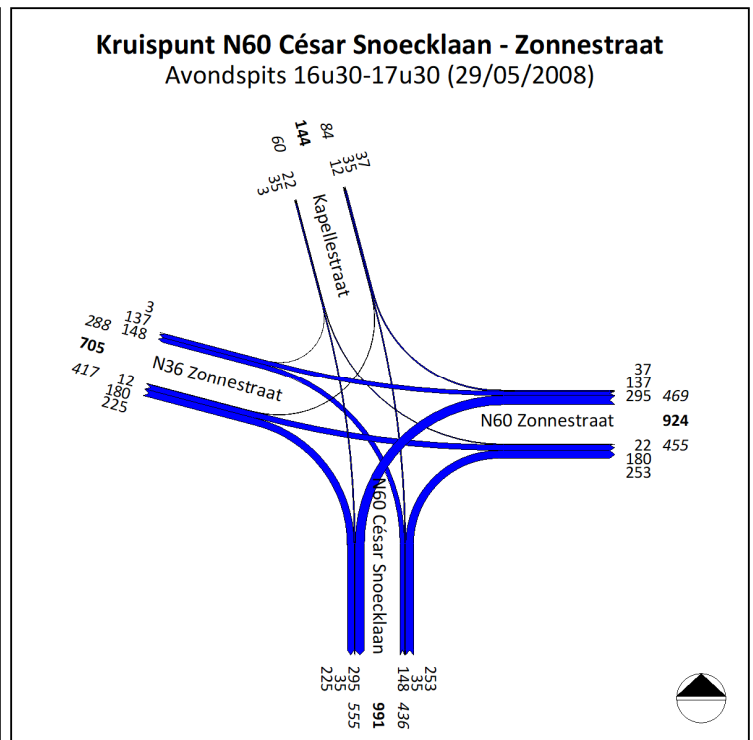 Kruispunt N60 César Snoecklaan - Zonnestraat
Avondspits 16u30-17u30 (29/05/2008)
60 144 84
3 35 22
12 35 37
Kapellestraat
3
137
288 148
705
417 12
180
225
N36 Zonnestraat
37
137
295 469
N60 Zonnestraat 924
22 455
180
253
N60 César Snoecklaan
225 35 295
148 35 253
555 991 436